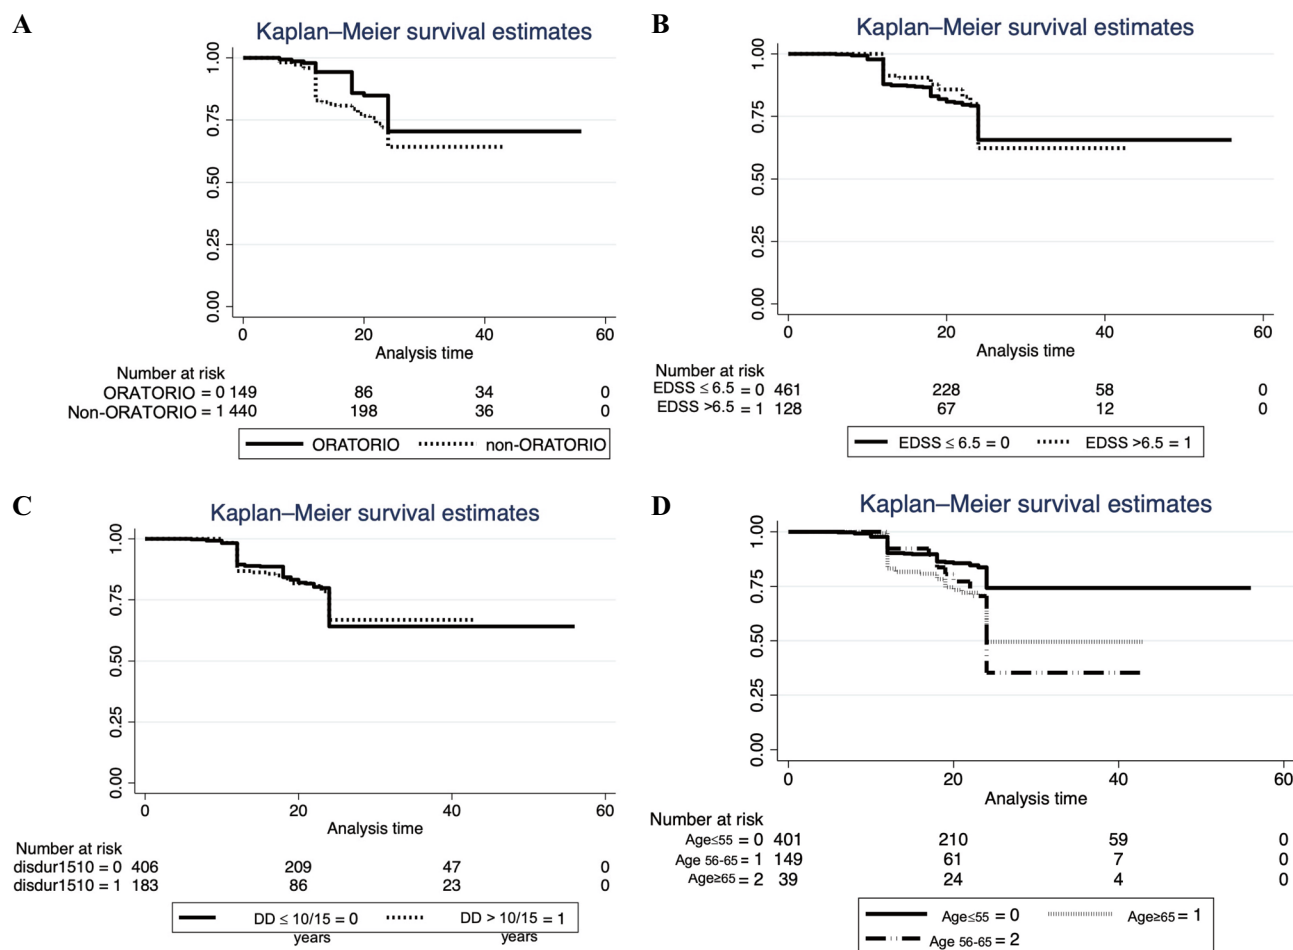 A
Kaplan–Meier survival estimates
1.00
0.75
0.50
0.25
0.00
0 20 40 60
Analysis time
Number at risk
ORATORIO = 0 149 86 34 0
Non-ORATORIO = 1 440 198 36 0
ORATORIO non-ORATORIO
B
Kaplan–Meier survival estimates
1.00
0.75
0.50
0.25
0.00
0 20 40 60
Analysis time
Number at risk
EDSS ≤ 6.5 = 0 461 228 58 0
EDSS >6.5 = 1 128 67 12 0
EDSS ≤ 6.5 = 0 EDSS >6.5 = 1
C
Kaplan–Meier survival estimates
1.00
0.75
0.50
0.25
0.00
0 20 40 60
Analysis time
Number at risk
disdur1510 = 0 406 209 47 0
disdur1510 = 1 183 86 23 0
DD ≤ 10/15 = 0 DD > 10/15 = 1
years years
D
Kaplan–Meier survival estimates
1.00
0.75
0.50
0.25
0.00
0 20 40 60
Analysis time
Number at risk
Age≤55 = 0 401 210 59 0
Age 56-65 = 1 149 61 7 0
Age≥65 = 2 39 24 4 0
Age≤55 = 0 Age≥65 = 1
Age 56-65 = 2